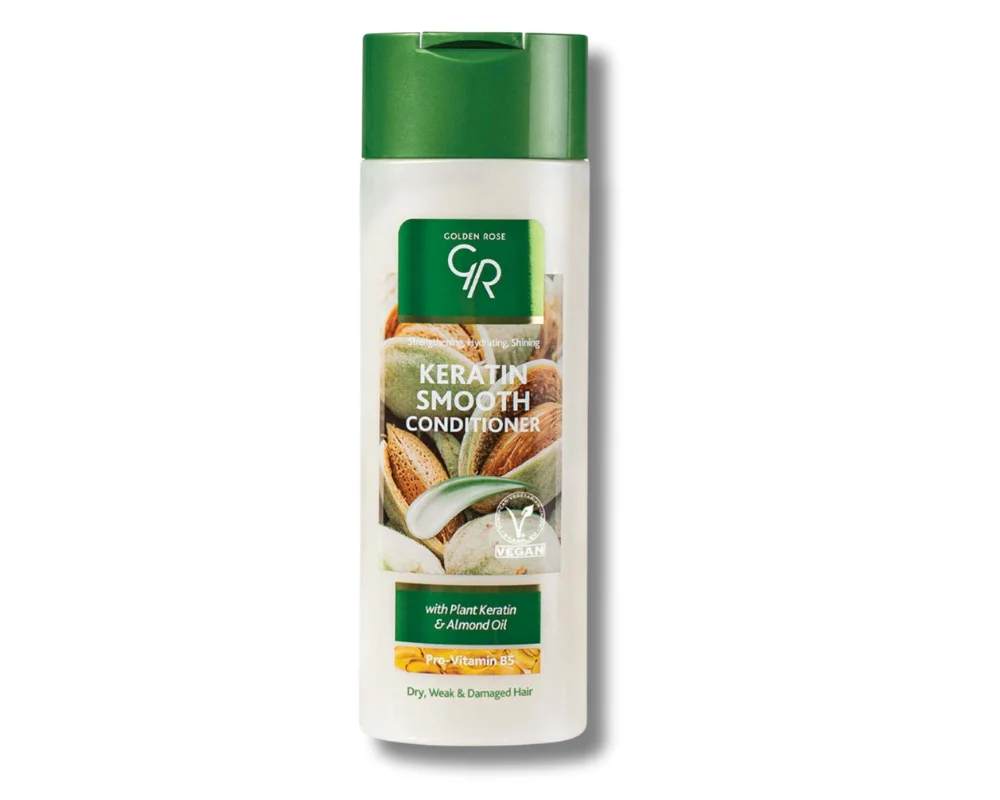 GOLDEN ROSE
GR
Strengthening, Hydrating, Shining
KERATIN
SMOOTH
CONDITIONER
VEGAN
with Plant Keratin
& Almond Oil
Pro-Vitamin B5
Dry, Weak & Damaged Hair